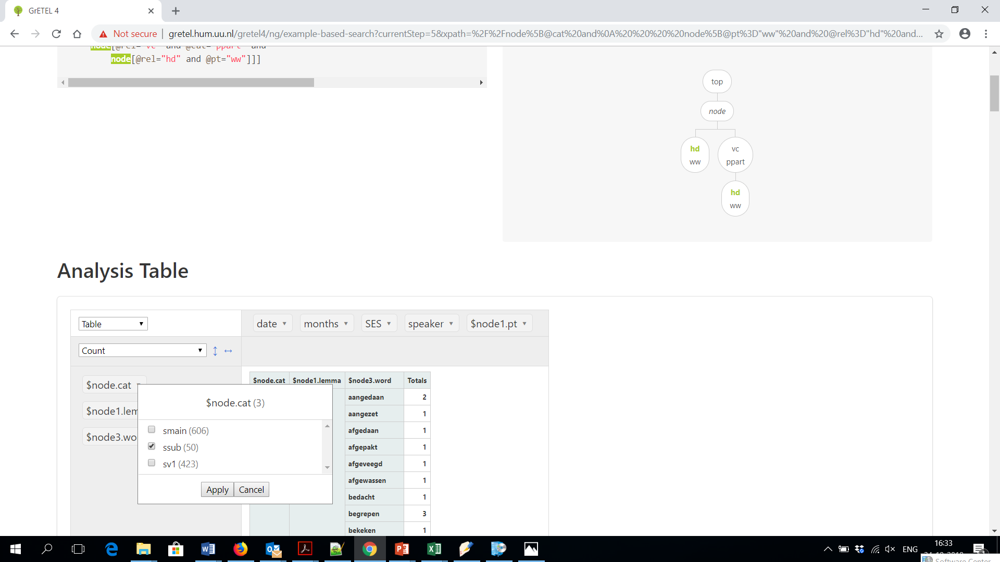 GrETEL 4
Not secure | gretel.hum.uu.nl/gretel4/ng/example-based-search?currentStep=5&xpath=%2F%2Fnode%5B@cat%20and%0A%20%20%20%20node%5B@pt%3D"ww"%20and%20@rel%3D"hd"%20and...
node[@rel="vc" and @cat="ppart" and
node[@rel="hd" and @pt="ww"]]]
top
node
hd
ww
vc
ppart
hd
ww
Analysis Table
Table
date
months
SES
speaker
$node1.pt
Count
$node.cat
$node1.lem
$node3.wo
$node.cat $node1.lemma $node3.word Totals
aangedaan 2
aangezet 1
afgedaan 1
afgepakt 1
afgeveegd 1
afgewassen 1
bedacht 1
begrepen 3
bekeken 1
$node.cat (3)
smain (606)
ssub (50)
sv1 (423)
Apply Cancel
ENG
16:33
Software Center